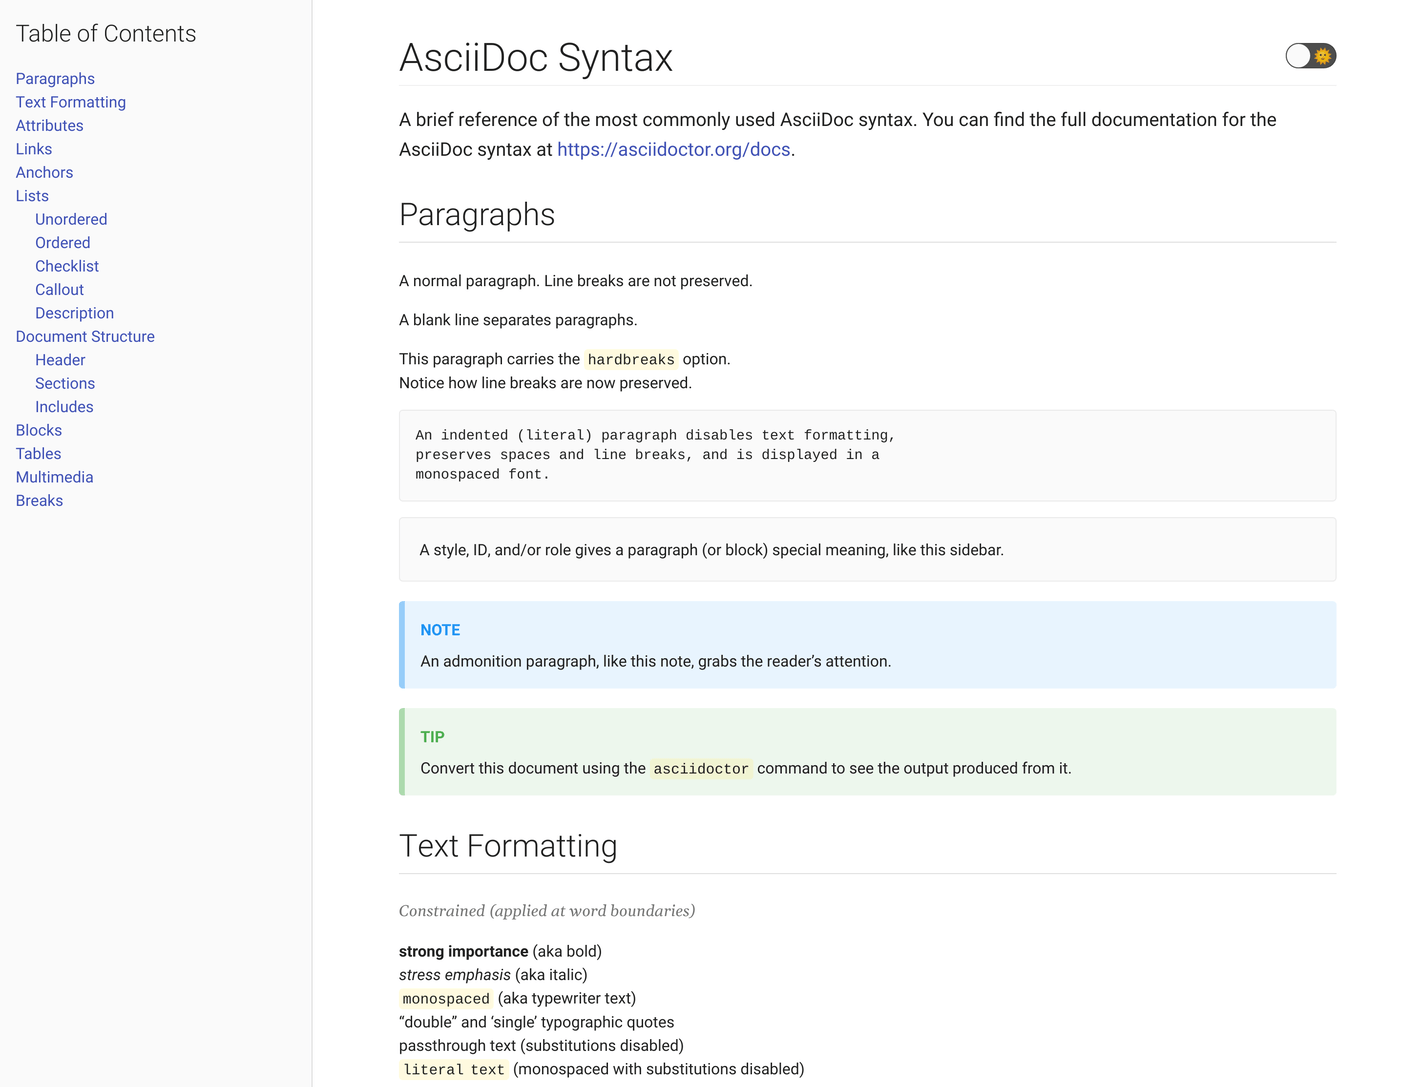 Table of Contents
Paragraphs
Text Formatting
Attributes
Links
Anchors
Lists
Unordered
Ordered
Checklist
Callout
Description
Document Structure
Header
Sections
Includes
Blocks
Tables
Multimedia
Breaks
AsciiDoc Syntax
A brief reference of the most commonly used AsciiDoc syntax. You can find the full documentation for the
AsciiDoc syntax at https://asciidoctor.org/docs.
Paragraphs
A normal paragraph. Line breaks are not preserved.
A blank line separates paragraphs.
This paragraph carries the hardbreaks option.
Notice how line breaks are now preserved.
An indented (literal) paragraph disables text formatting,
preserves spaces and line breaks, and is displayed in a
monospaced font.
A style, ID, and/or role gives a paragraph (or block) special meaning, like this sidebar.
NOTE
An admonition paragraph, like this note, grabs the reader’s attention.
TIP
Convert this document using the asciidoctor command to see the output produced from it.
Text Formatting
Constrained (applied at word boundaries)
strong importance (aka bold)
stress emphasis (aka italic)
monospaced (aka typewriter text)
“double” and ‘single’ typographic quotes
passthrough text (substitutions disabled)
literal text (monospaced with substitutions disabled)